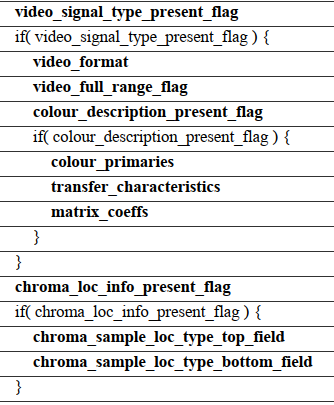 video_signal_type_present_flag
if( video_signal_type_present_flag ) {
video_format
video_full_range_flag
colour_description_present_flag
if( colour_description_present_flag ) {
colour_primaries
transfer_characteristics
matrix_coeffs
}
}
chroma_loc_info_present_flag
if( chroma_loc_info_present_flag ) {
chroma_sample_loc_type_top_field
chroma_sample_loc_type_bottom_field
}